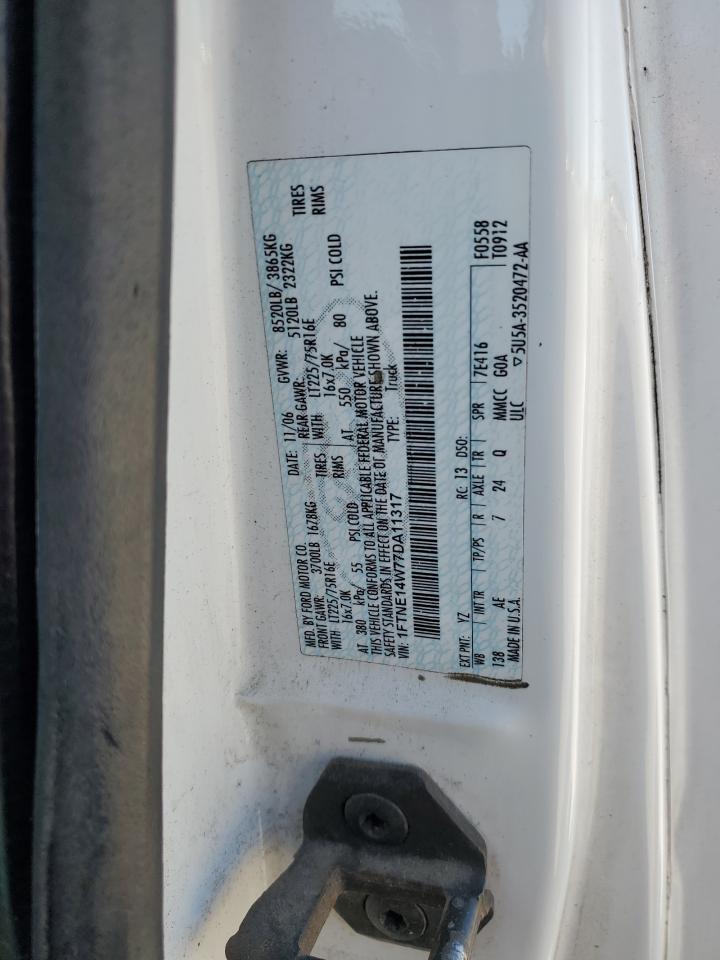 MFD. BY FORD MOTOR CO.
DATE: 11/06 GVWR: 8520LB/ 3865KG
FRONT GAWR: 3700LB 1678KG REAR GAWR: 5120LB 2322KG
WITH LT225/75R16E TIRES WITH LT225/75R16E TIRES
16x7.0K RIMS 16x7.0K RIMS
AT 380 kPa/ 55 PSI COLD AT 550 kPa/ 80 PSI COLD
THIS VEHICLE CONFORMS TO ALL APPLICABLE FEDERAL MOTOR VEHICLE
SAFETY STANDARDS IN EFFECT ON THE DATE OF MANUFACTURE SHOWN ABOVE.
VIN: 1FTNE14W77DA11317 TYPE: Truck
EXT PNT: YZ RC: 13 DSO: F0558
WB INT TR TP/PS R AXLE TR SPR 7E416 T0912
138 AE 7 24 Q MMCC GOA
MADE IN U.S.A. UIC ▽5U5A-3520472-AA